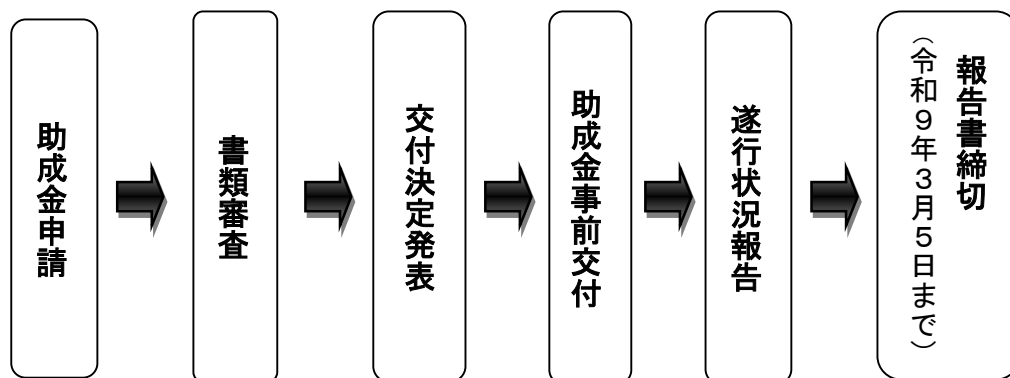 助成金申請
書類審査
交付決定発表
助成金事前交付
遂行状況報告
報告書締切
（令和９年３月５日まで）